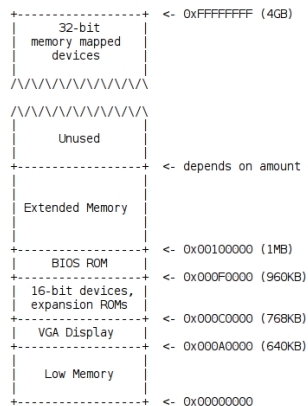 +------------------+ <- 0xFFFFFFFF (4GB)
| 32-bit |
| memory mapped |
| devices |
| |
/\/\/\/\/\/\/\/\/\/\
/\/\/\/\/\/\/\/\/\/\
| |
| Unused |
| |
+------------------+ <- depends on amount
| |
| |
| Extended Memory |
| |
| |
+------------------+ <- 0x00100000 (1MB)
| BIOS ROM |
+------------------+ <- 0x000F0000 (960KB)
| 16-bit devices, |
| expansion ROMs |
+------------------+ <- 0x000C0000 (768KB)
| VGA Display |
+------------------+ <- 0x000A0000 (640KB)
| |
| Low Memory |
| |
+------------------+ <- 0x00000000